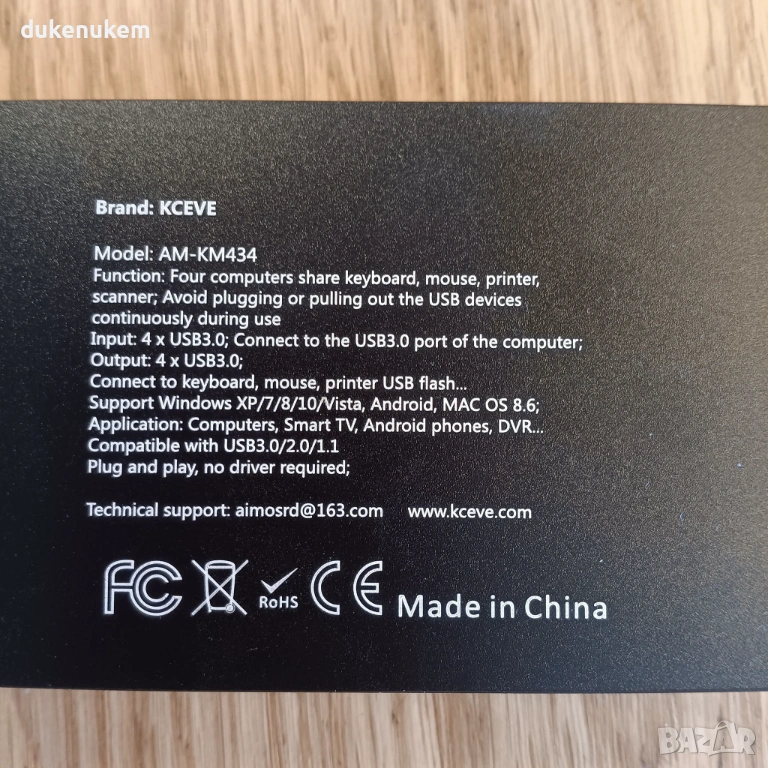 dukenukem
Brand: KCEVE
Model: AM-KM434
Function: Four computers share keyboard, mouse, printer,
scanner; Avoid plugging or pulling out the USB devices
continuously during use
Input: 4 x USB3.0; Connect to the USB3.0 port of the computer;
Output: 4 x USB3.0;
Connect to keyboard, mouse, printer USB flash...
Support Windows XP/7/8/10/Vista, Android, MAC OS 8.6;
Application: Computers, Smart TV, Android phones, DVR...
Compatible with USB3.0/2.0/1.1
Plug and play, no driver required;
Technical support: aimosrd@163.com www.kceve.com
FC RoHS CE Made in China
BAZAR